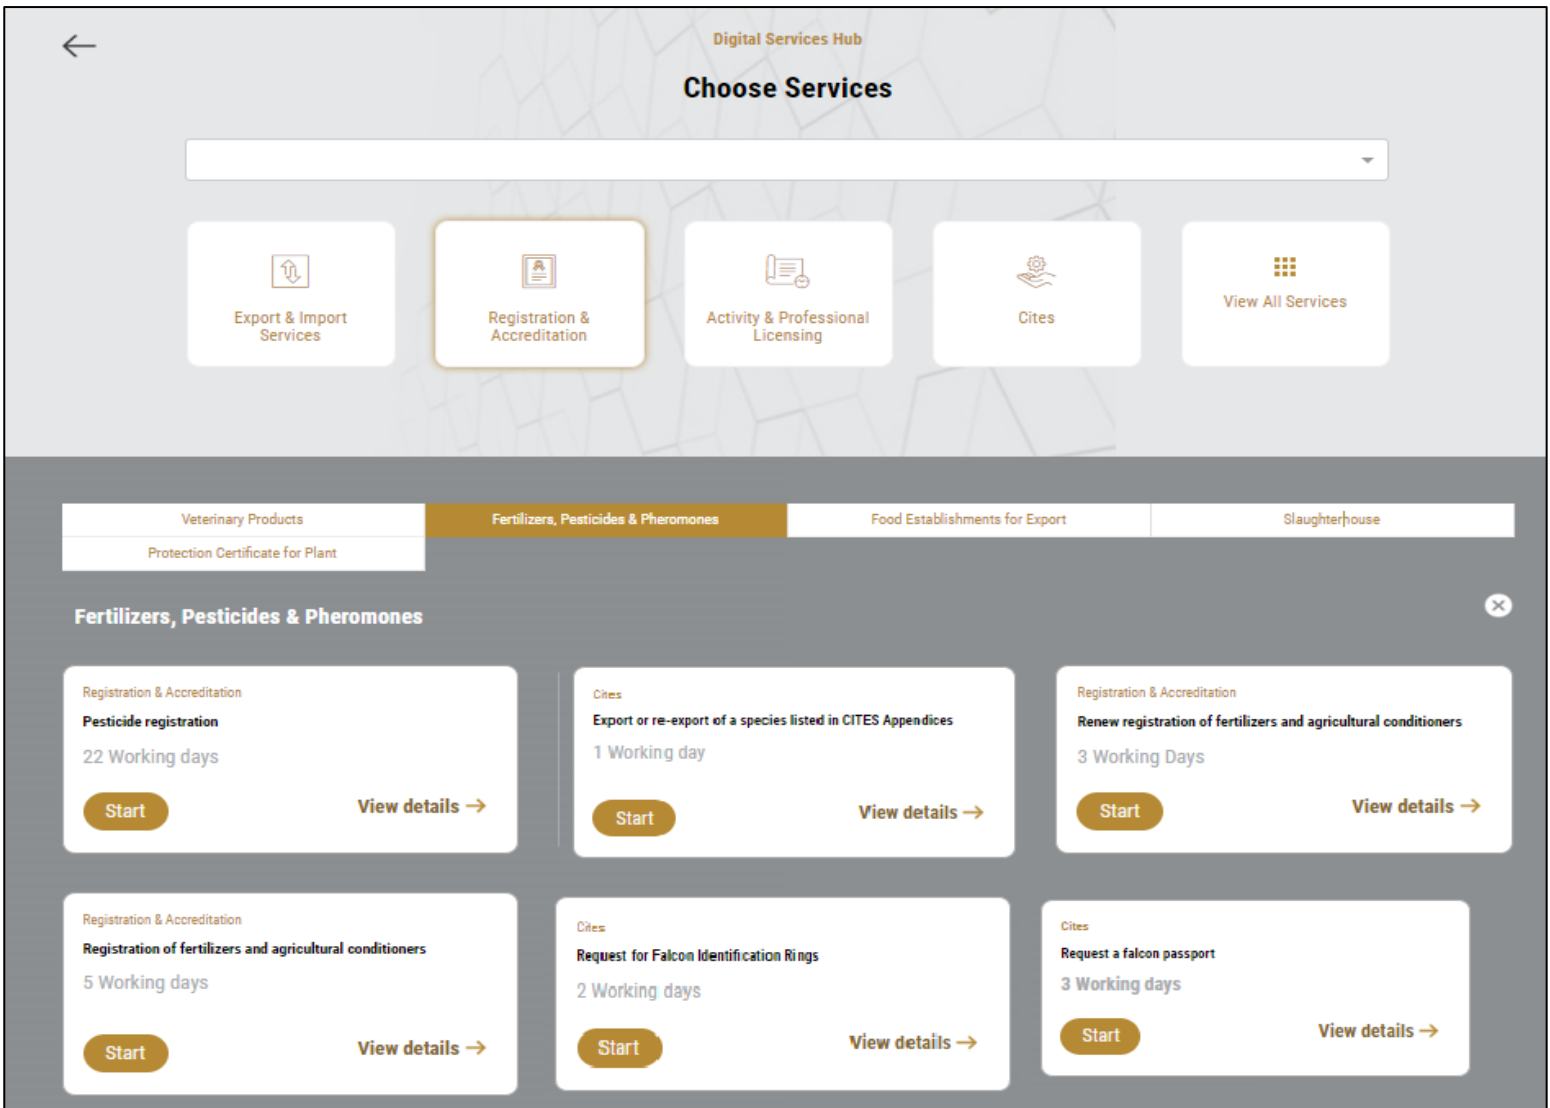 Digital Services Hub
Choose Services
Export & Import
Services
Registration &
Accreditation
Activity & Professional
Licensing
Cites
View All Services
Veterinary Products
Fertilizers, Pesticides & Pheromones
Food Establishments for Export
Slaughterhouse
Protection Certificate for Plant
Fertilizers, Pesticides & Pheromones
Registration & Accreditation
Pesticide registration
22 Working days
Start
View details
Cites
Export or re-export of a species listed in CITES Appendices
1 Working day
Start
View details
Registration & Accreditation
Renew registration of fertilizers and agricultural conditioners
3 Working Days
Start
View details
Registration & Accreditation
Registration of fertilizers and agricultural conditioners
5 Working days
Start
View details
Cites
Request for Falcon Identification Rings
2 Working days
Start
View details
Cites
Request a falcon passport
3 Working days
Start
View details